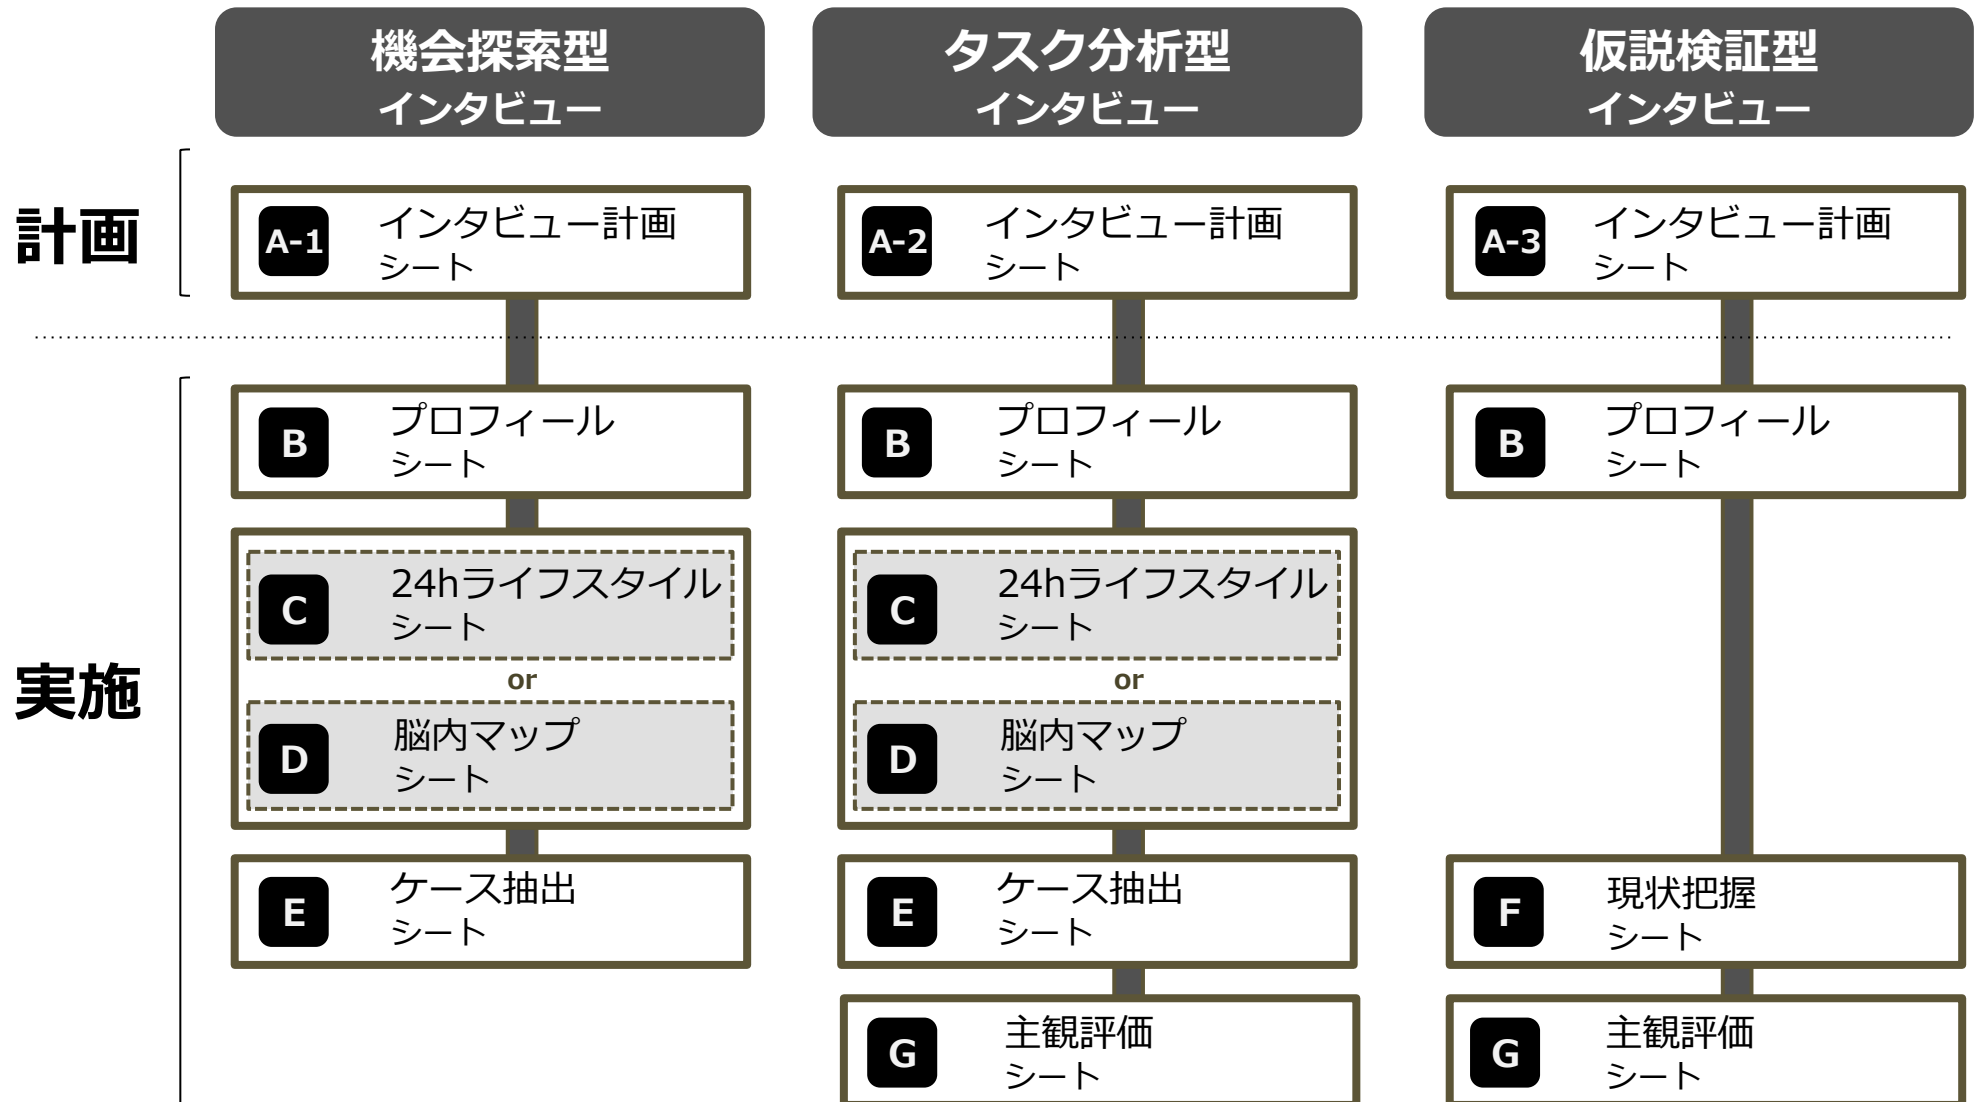 機会探索型
インタビュー
タスク分析型
インタビュー
仮説検証型
インタビュー
計画
A-1
インタビュー計画
シート
A-2
インタビュー計画
シート
A-3
インタビュー計画
シート
実施
B
プロフィール
シート
B
プロフィール
シート
B
プロフィール
シート
C
24hライフスタイル
シート
or
D
脳内マップ
シート
C
24hライフスタイル
シート
or
D
脳内マップ
シート
E
ケース抽出
シート
E
ケース抽出
シート
F
現状把握
シート
G
主観評価
シート
G
主観評価
シート